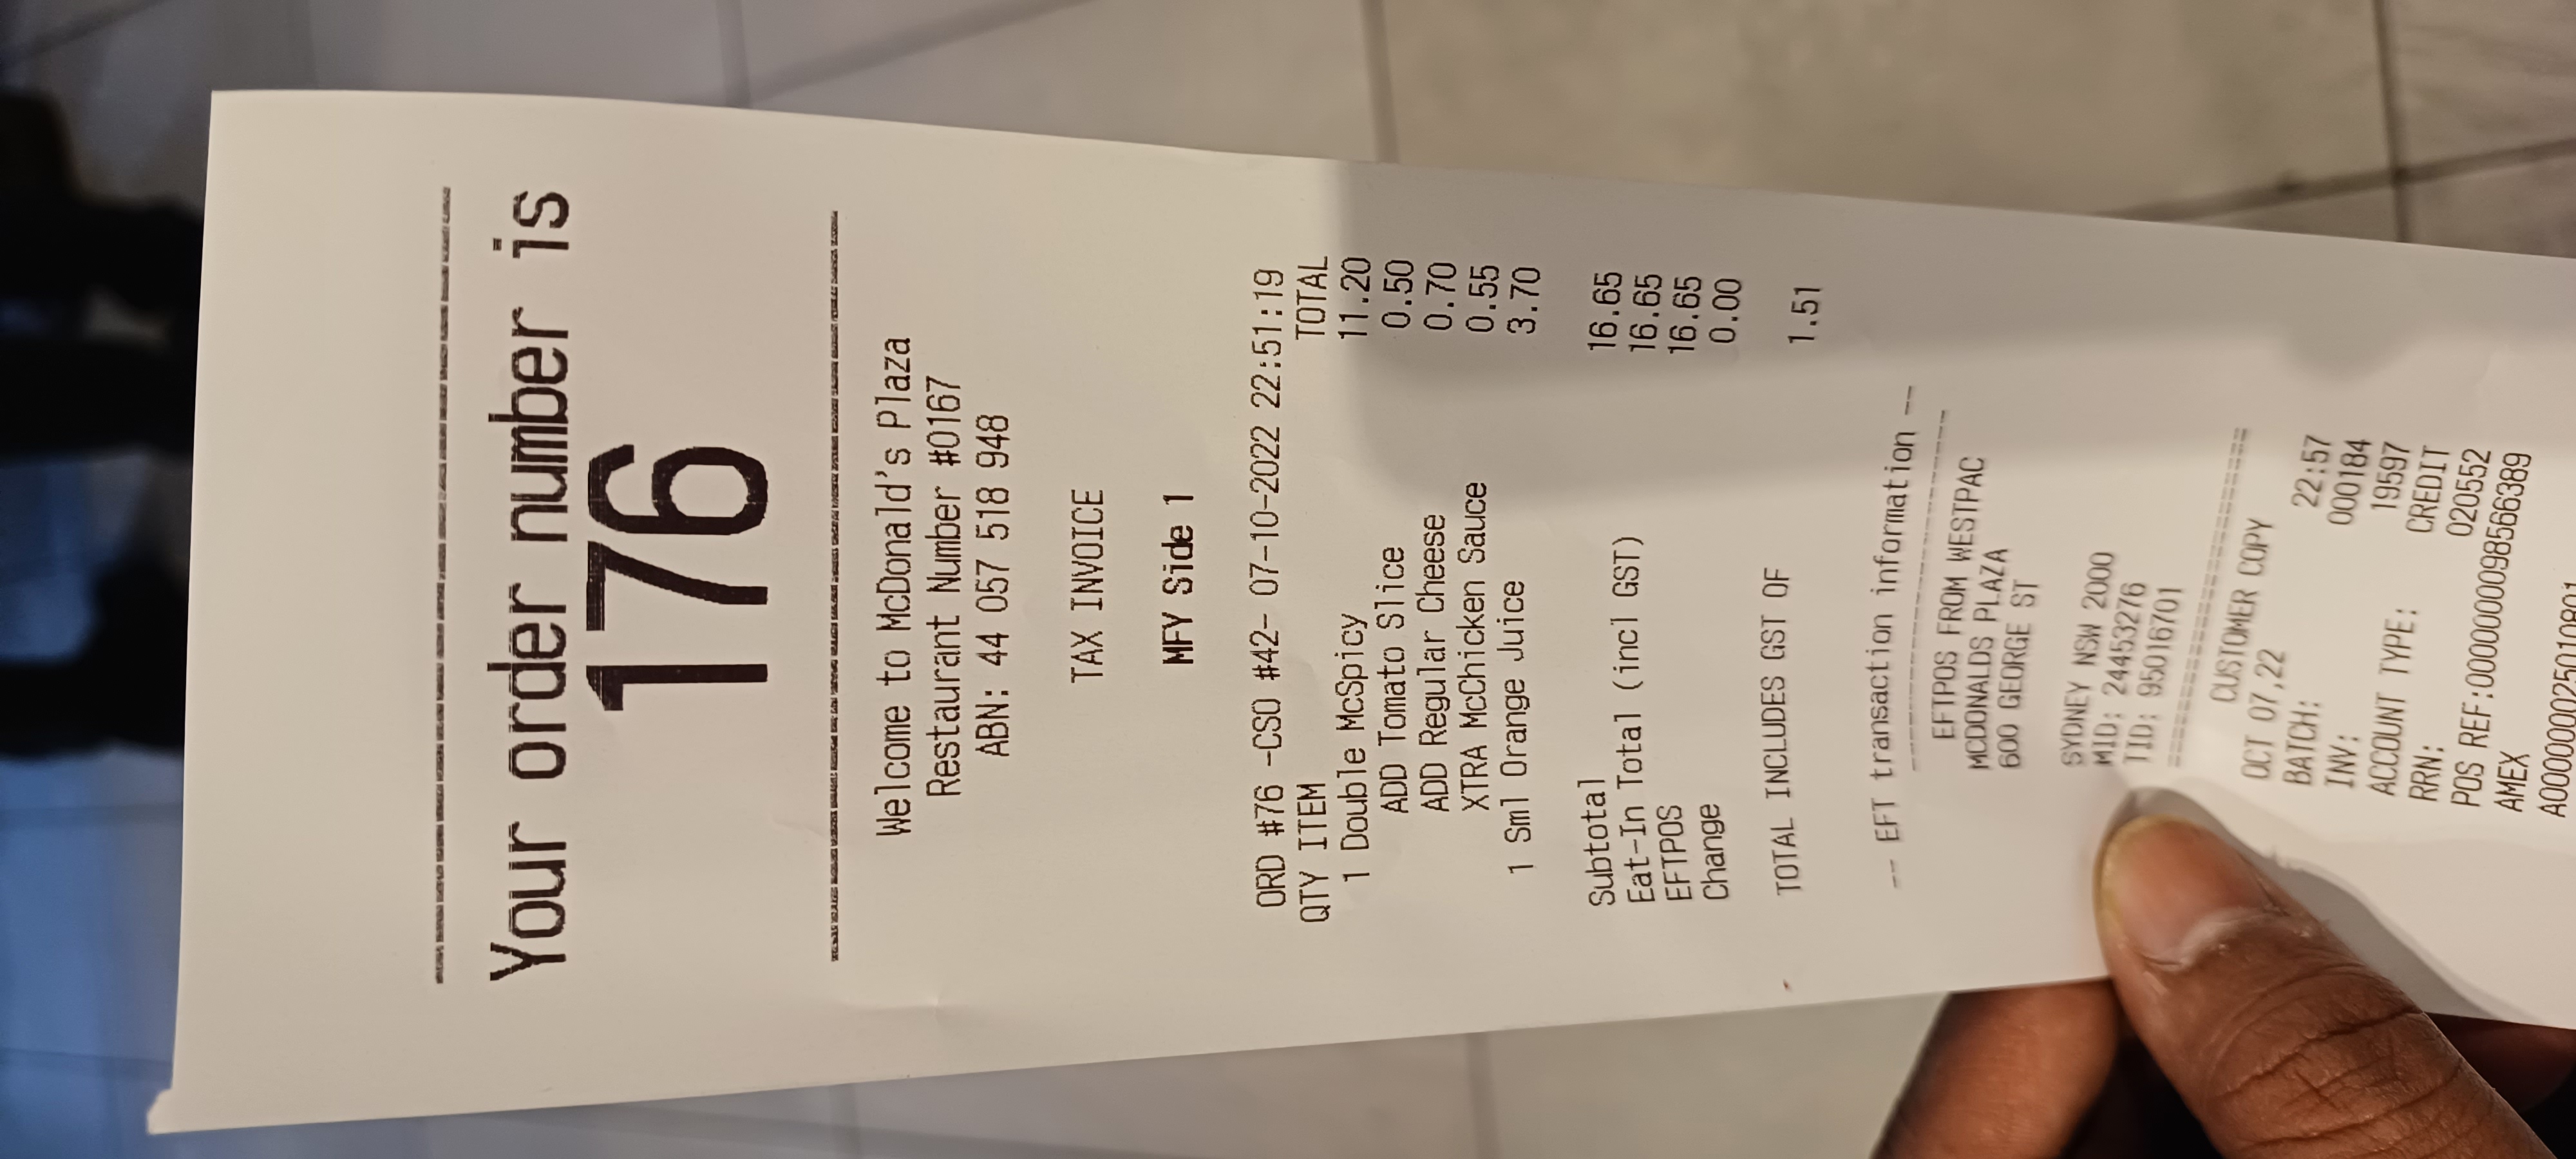 Your order number is
176
Welcome to McDonald's Plaza
Restaurant Number #0167
ABN: 44 057 518 948
TAX INVOICE
MFY Side 1
ORD #76 -CSO #42- 07-10-2022 22:51:19
QTY ITEM TOTAL
1 Double McSpicy 11.20
ADD Tomato Slice 0.50
ADD Regular Cheese 0.70
XTRA McChicken Sauce 0.55
1 Sml Orange Juice 3.70
Subtotal 16.65
Eat-In Total (incl GST) 16.65
EFTPOS 16.65
Change 0.00
TOTAL INCLUDES GST OF 1.51
-- EFT transaction information --
EFTPOS FROM WESTPAC
MCDONALDS PLAZA
600 GEORGE ST
SYDNEY NSW 2000
MID: 24453276
TID: 95016701
CUSTOMER COPY
OCT 07,22 22:57
BATCH: 000184
INV: 19597
ACCOUNT TYPE: CREDIT
RRN: 020552
POS REF:0000000098566389
AMEX
A000000025010801